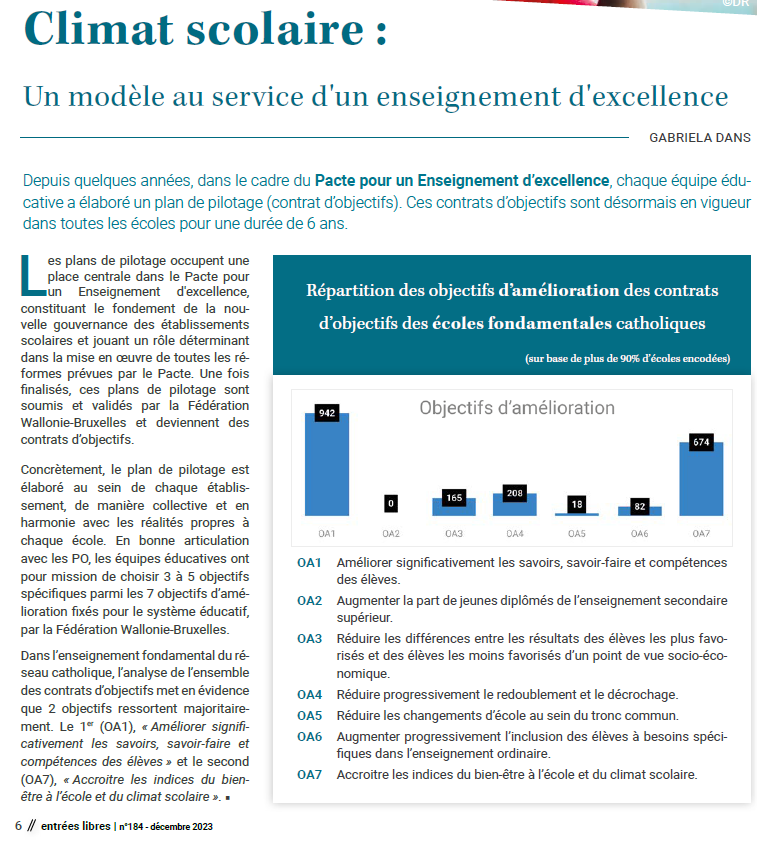 ©DR
Climat scolaire :
Un modèle au service d'un enseignement d'excellence
GABRIELA DANS
Depuis quelques années, dans le cadre du Pacte pour un Enseignement d'excellence, chaque équipe édu-
cative a élaboré un plan de pilotage (contrat d'objectifs). Ces contrats d'objectifs sont désormais en vigueur
dans toutes les écoles pour une durée de 6 ans.
Les plans de pilotage occupent une
place centrale dans le Pacte pour
un Enseignement d'excellence,
constituant le fondement de la nou-
velle gouvernance des établissements
scolaires et jouant un rôle déterminant
dans la mise en œuvre de toutes les ré-
formes prévues par le Pacte. Une fois
finalisés, ces plans de pilotage sont
soumis et validés par la Fédération
Wallonie-Bruxelles et deviennent des
contrats d'objectifs.
Concrètement, le plan de pilotage est
élaboré au sein de chaque établis-
sement, de manière collective et en
harmonie avec les réalités propres à
chaque école. En bonne articulation
avec les PO, les équipes éducatives ont
pour mission de choisir 3 à 5 objectifs
spécifiques parmi les 7 objectifs d'amé-
lioration fixés pour le système éducatif,
par la Fédération Wallonie-Bruxelles.
Dans l'enseignement fondamental du ré-
seau catholique, l'analyse de l'ensemble
des contrats d'objectifs met en évidence
que 2 objectifs ressortent majoritaire-
ment. Le 1er (OA1), « Améliorer signifi-
cativement les savoirs, savoir-faire et
compétences des élèves » et le second
(OA7), « Accroitre les indices du bien-
être à l'école et du climat scolaire ». ▪
Répartition des objectifs d'amélioration des contrats
d'objectifs des écoles fondamentales catholiques
(sur base de plus de 90% d'écoles encodées)
Objectifs d'amélioration
942 0 165 208 18 82 674
OA1 OA2 OA3 OA4 OA5 OA6 OA7
OA1 Améliorer significativement les savoirs, savoir-faire et compétences
des élèves.
OA2 Augmenter la part de jeunes diplômés de l'enseignement secondaire
supérieur.
OA3 Réduire les différences entre les résultats des élèves les plus favo-
risés et des élèves les moins favorisés d'un point de vue socio-éco-
nomique.
OA4 Réduire progressivement le redoublement et le décrochage.
OA5 Réduire les changements d'école au sein du tronc commun.
OA6 Augmenter progressivement l'inclusion des élèves à besoins spéci-
fiques dans l'enseignement ordinaire.
OA7 Accroitre les indices du bien-être à l'école et du climat scolaire.
6 // entrées libres | n°184 - décembre 2023